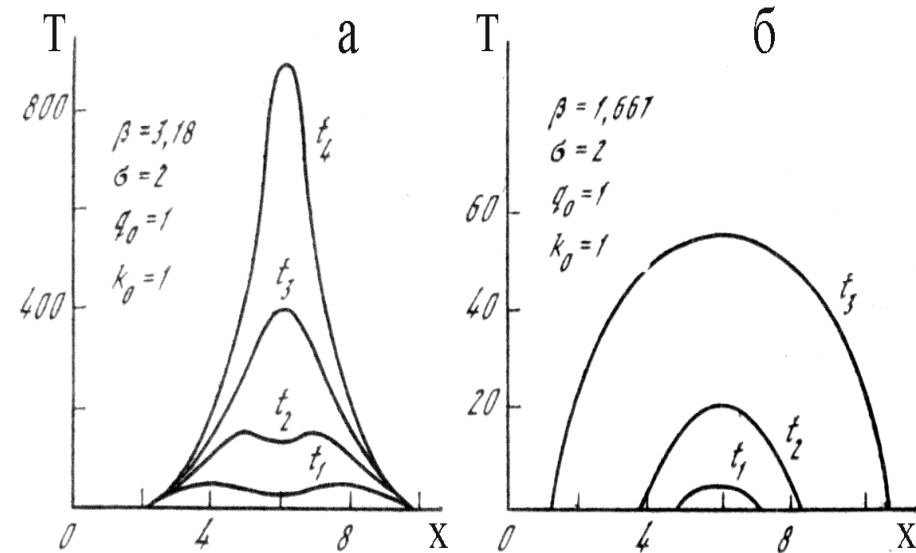 T
а
800
400
β = 3,18
σ = 2
q₀ = 1
k₀ = 1
t₄
t₃
t₂
t₁
0
4
8
X
T
б
60
40
20
β = 1,667
σ = 2
q₀ = 1
k₀ = 1
t₃
t₂
t₁
0
4
8
X